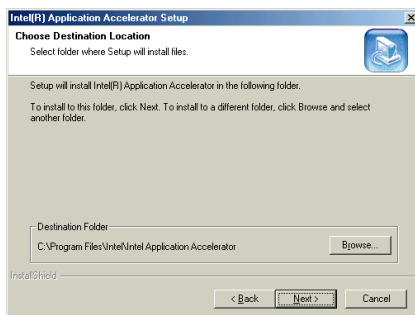 Intel(R) Application Accelerator Setup
Choose Destination Location
Select folder where Setup will install files.
Setup will install Intel(R) Application Accelerator in the following folder.
To install to this folder, click Next. To install to a different folder, click Browse and select
another folder.
Destination Folder
C:\Program Files\Intel\Intel Application Accelerator
Browse...
InstallShield
< Back
Next >
Cancel